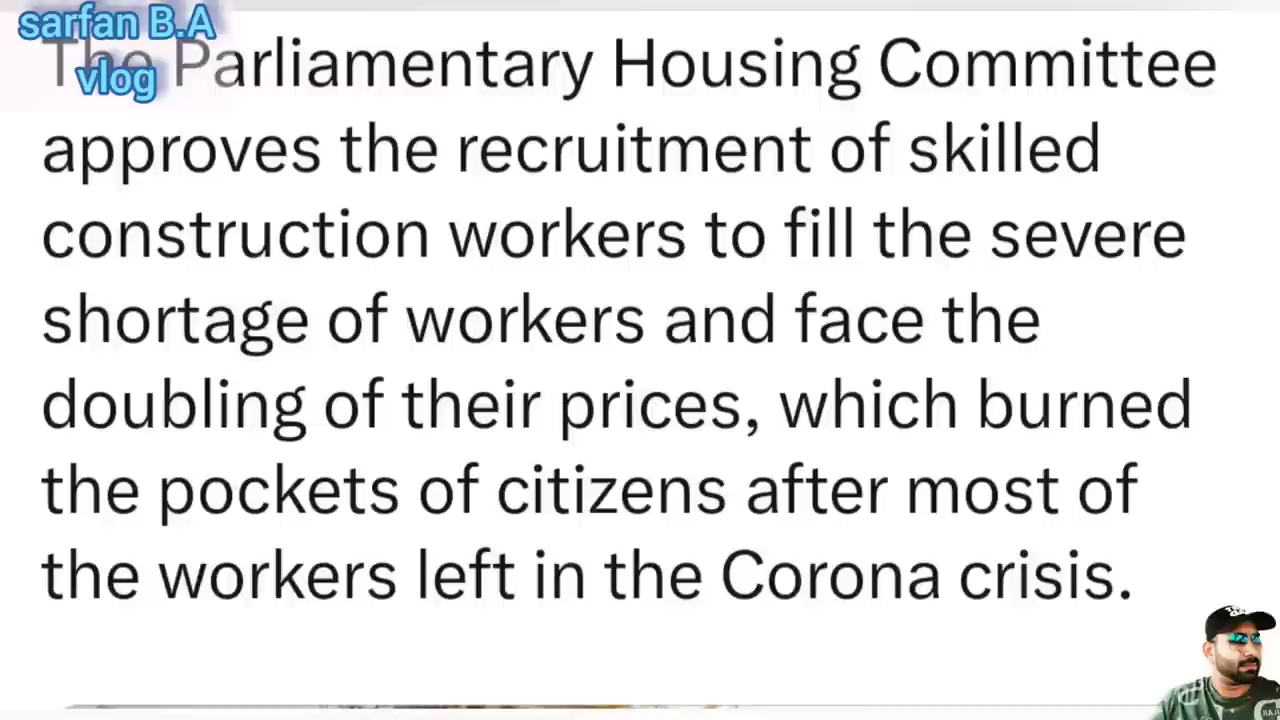 sarfan B.A
vlog
The Parliamentary Housing Committee
approves the recruitment of skilled
construction workers to fill the severe
shortage of workers and face the
doubling of their prices, which burned
the pockets of citizens after most of
the workers left in the Corona crisis.